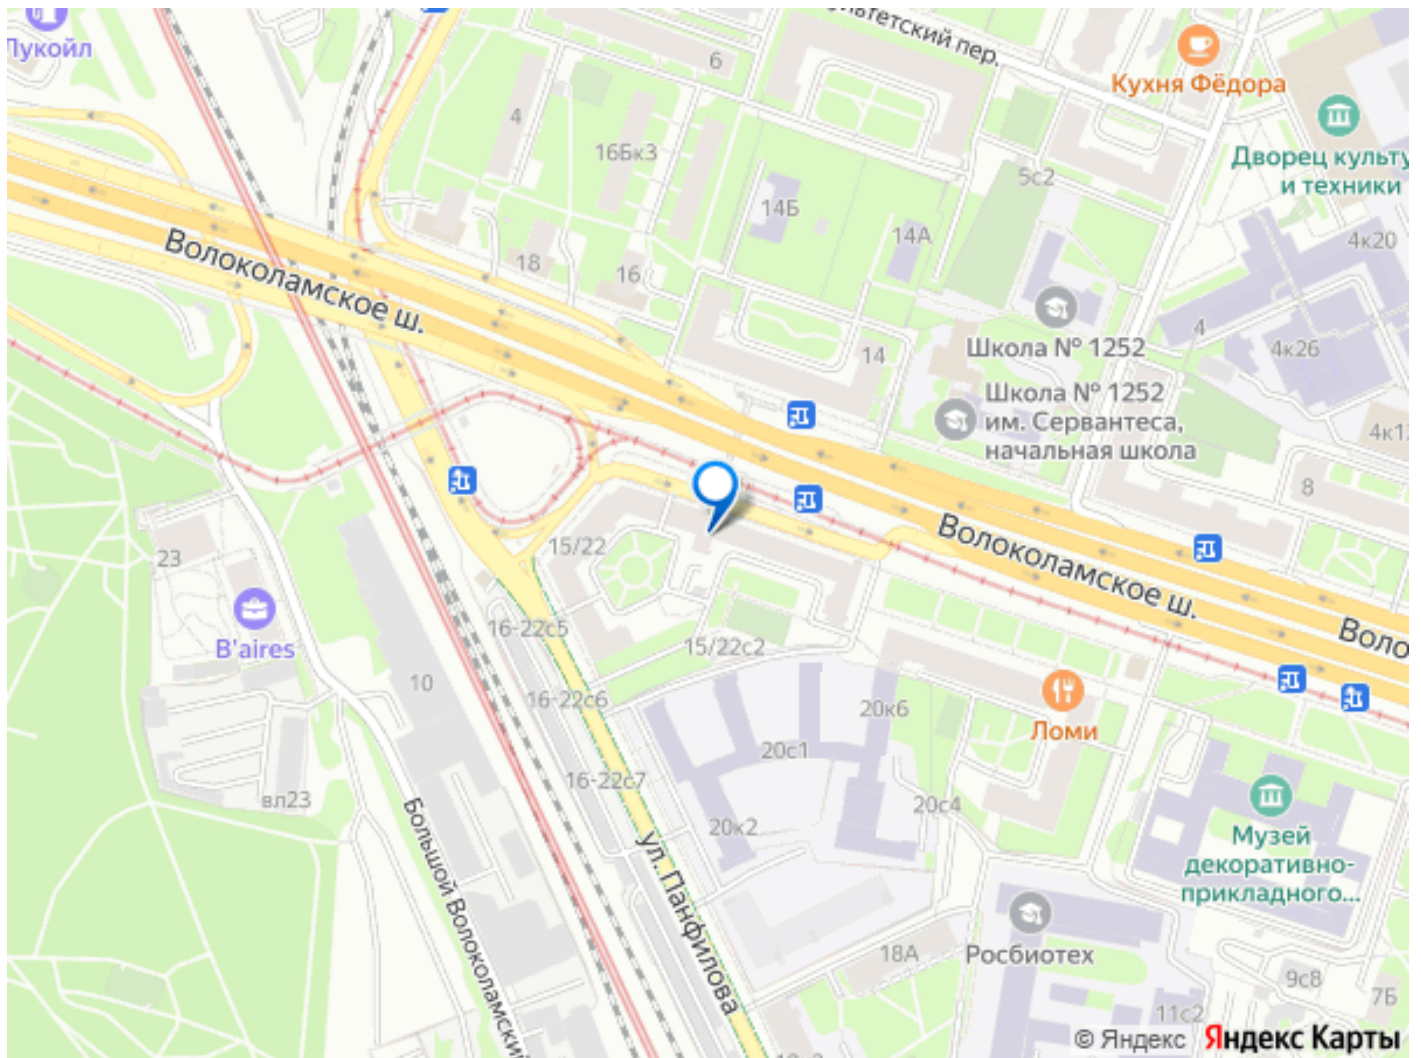 Лукойл
6
пер.
Кухня Фёдора
4
16Бк3
Дворец культу
и техники
5с2
14Б
14А
4к20
Волоколамское ш.
18
16
4
Школа № 1252
14
4к26
Школа № 1252
им. Сервантеса,
начальная школа
8
Волоколамское ш.
15/22
23
16-22с5
B'aires
15/22с2
Воло
10
16-22с6
20к6
Ломи
20с1
16-22с7
вл23
20с4
20к2
Музей
декоративно-
прикладного...
Большой Волоколамский
ул. Панфилова
18А
Росбиотех
9с8
7Б
11с2
© Яндекс Яндекс Карты